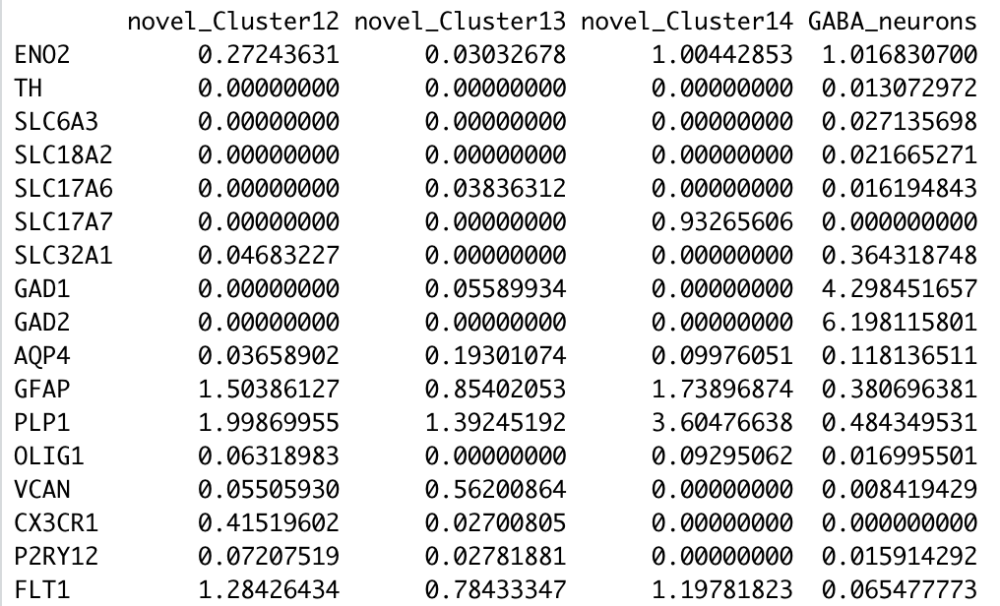 novel_Cluster12 novel_Cluster13 novel_Cluster14 GABA_neurons
ENO2 0.27243631 0.03032678 1.00442853 1.016830700
TH 0.00000000 0.00000000 0.00000000 0.013072972
SLC6A3 0.00000000 0.00000000 0.00000000 0.027135698
SLC18A2 0.00000000 0.00000000 0.00000000 0.021665271
SLC17A6 0.00000000 0.03836312 0.00000000 0.016194843
SLC17A7 0.00000000 0.00000000 0.93265606 0.000000000
SLC32A1 0.04683227 0.00000000 0.00000000 0.364318748
GAD1 0.00000000 0.05589934 0.00000000 4.298451657
GAD2 0.00000000 0.00000000 0.00000000 6.198115801
AQP4 0.03658902 0.19301074 0.09976051 0.118136511
GFAP 1.50386127 0.85402053 1.73896874 0.380696381
PLP1 1.99869955 1.39245192 3.60476638 0.484349531
OLIG1 0.06318983 0.00000000 0.09295062 0.016995501
VCAN 0.05505930 0.56200864 0.00000000 0.008419429
CX3CR1 0.41519602 0.02700805 0.00000000 0.000000000
P2RY12 0.07207519 0.02781881 0.00000000 0.015914292
FLT1 1.28426434 0.78433347 1.19781823 0.065477773